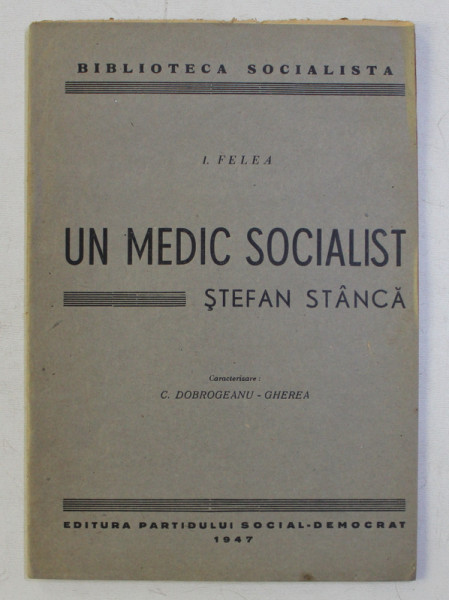 BIBLIOTECA SOCIALISTA
I. FELEA
UN MEDIC SOCIALIST
ŞTEFAN STÂNCĂ
Caracterizare :
C. DOBROGEANU - GHEREA
EDITURA PARTIDULUI SOCIAL-DEMOCRAT
1947